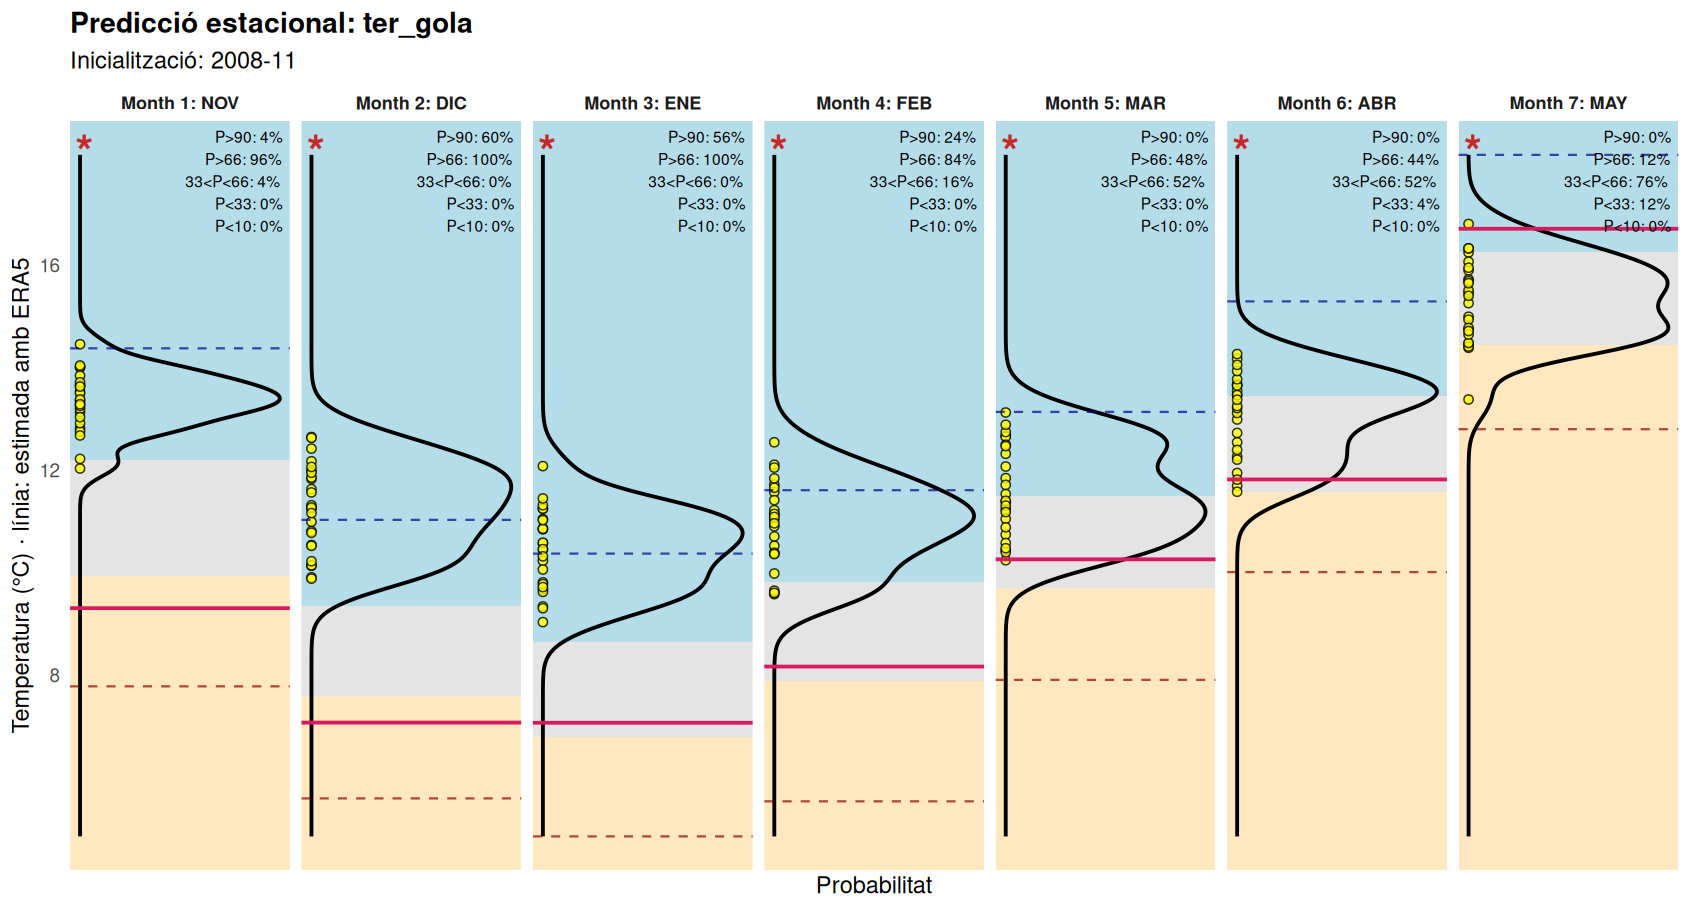 Predicció estacional: ter_gola
Inicialització: 2008-11
Month 1: NOV
Month 2: DIC
Month 3: ENE
Month 4: FEB
Month 5: MAR
Month 6: ABR
Month 7: MAY
*
P>90: 4%
P>66: 96%
33<P<66: 4%
P<33: 0%
P<10: 0%
*
P>90: 60%
P>66: 100%
33<P<66: 0%
P<33: 0%
P<10: 0%
*
P>90: 56%
P>66: 100%
33<P<66: 0%
P<33: 0%
P<10: 0%
*
P>90: 24%
P>66: 84%
33<P<66: 16%
P<33: 0%
P<10: 0%
*
P>90: 0%
P>66: 48%
33<P<66: 52%
P<33: 0%
P<10: 0%
*
P>90: 0%
P>66: 44%
33<P<66: 52%
P<33: 4%
P<10: 0%
*
P>90: 0%
P>66: 12%
33<P<66: 76%
P<33: 12%
P<10: 0%
16
12
8
Temperatura (°C) · línia: estimada amb ERA5
Probabilitat